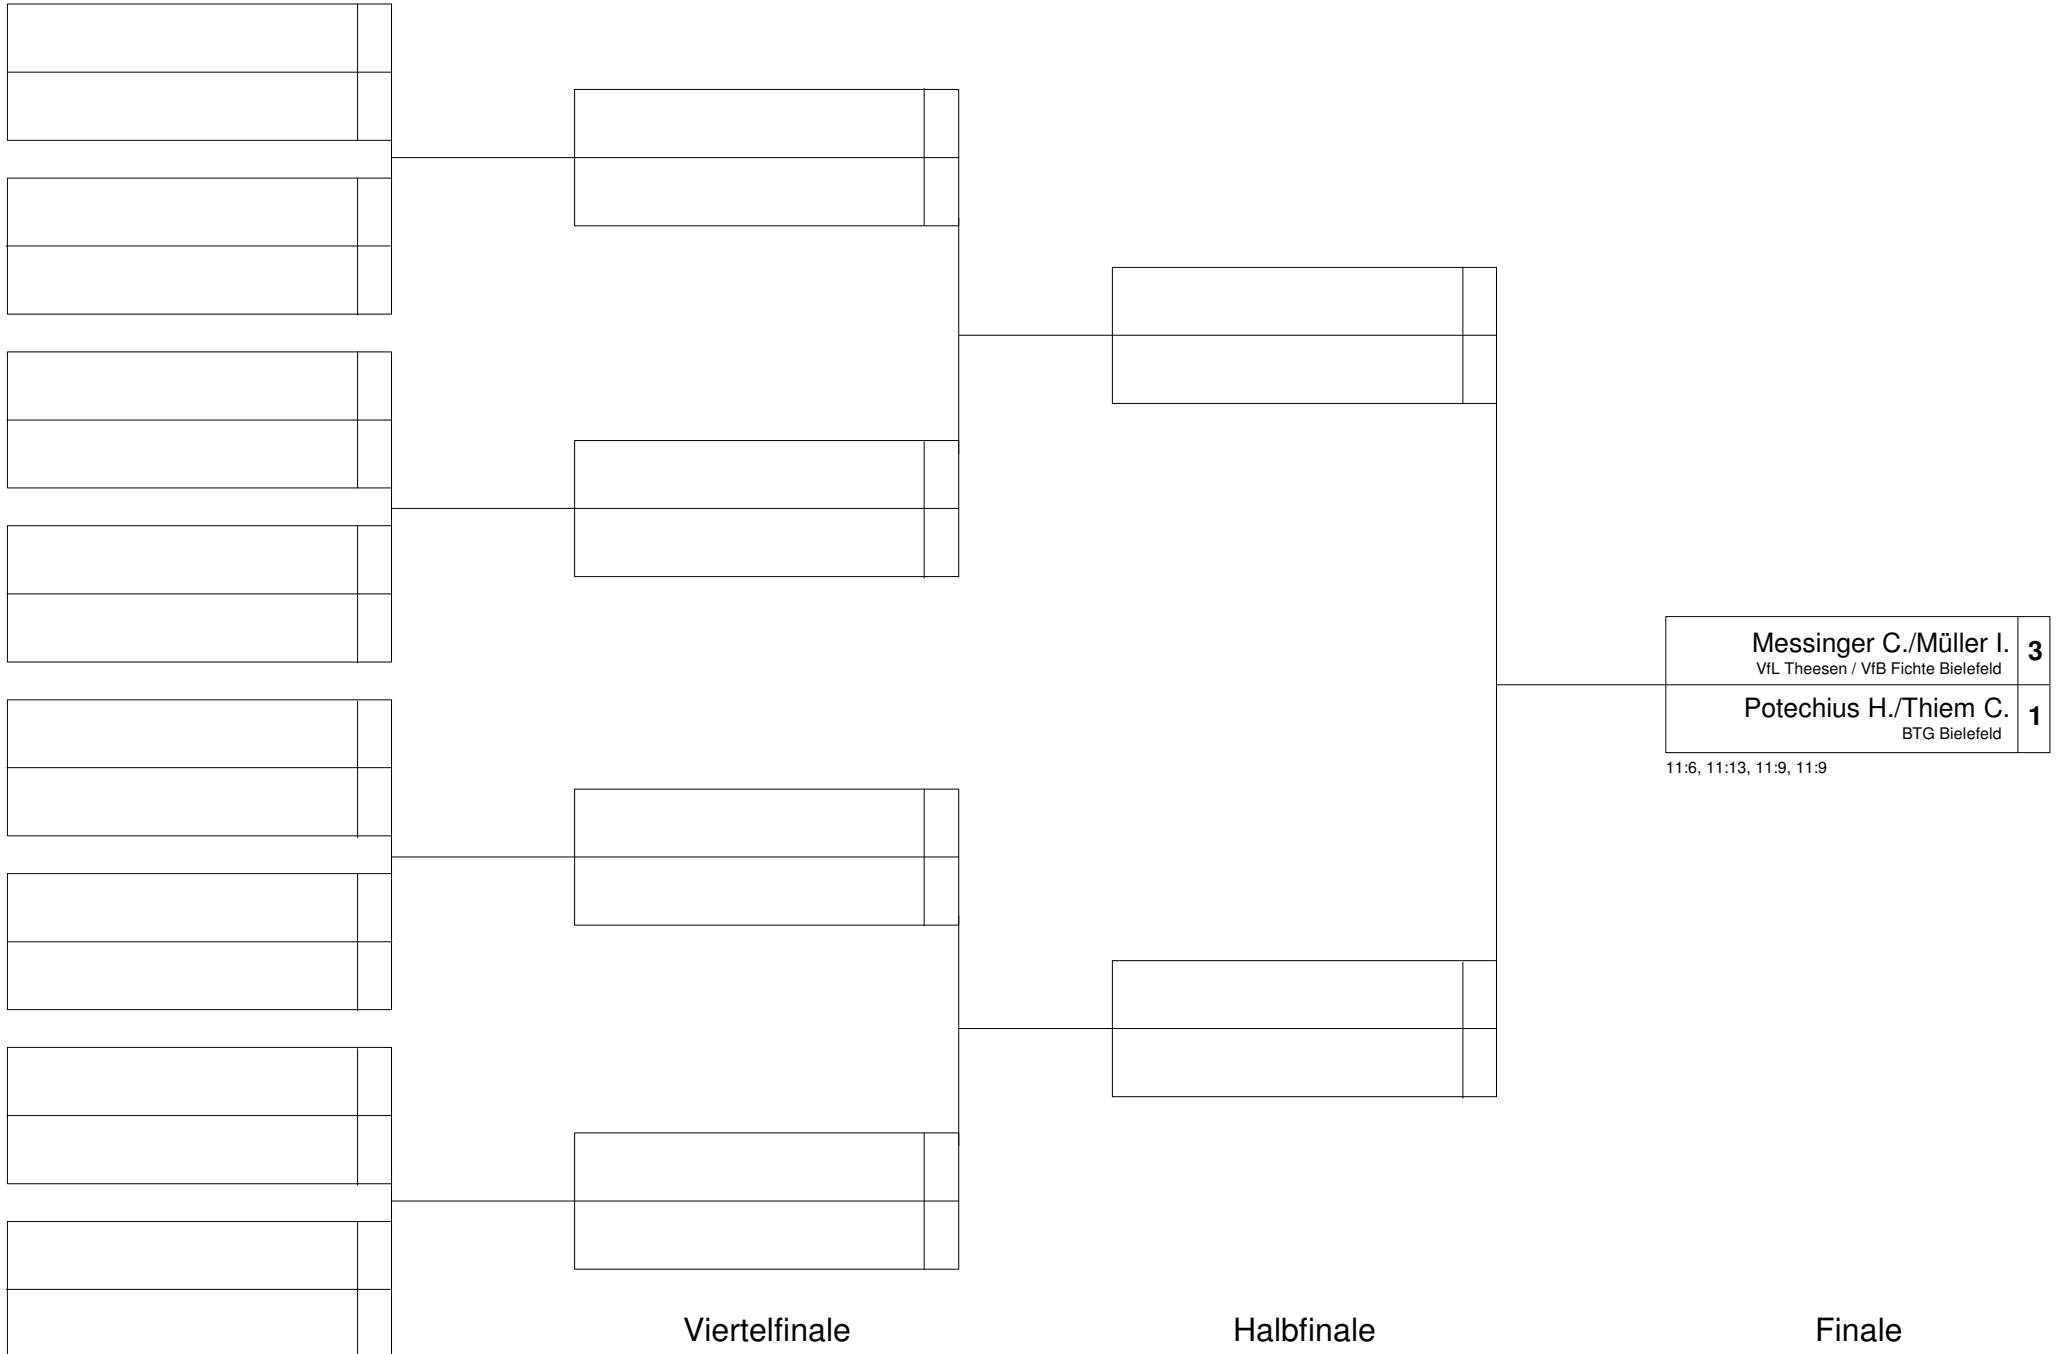 Messinger C./Müller I.
3
VfL Theesen / VfB Fichte Bielefeld
Potechius H./Thiem C.
1
BTG Bielefeld
11:6, 11:13, 11:9, 11:9
Viertelfinale
Halbfinale
Finale